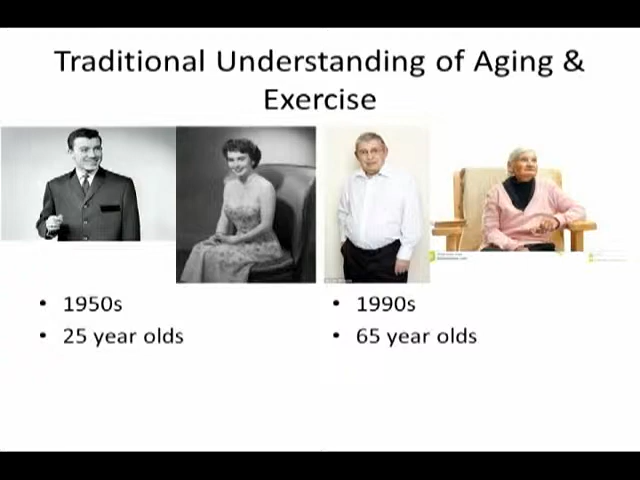 Traditional Understanding of Aging &
Exercise
• 1950s
• 25 year olds
• 1990s
• 65 year olds